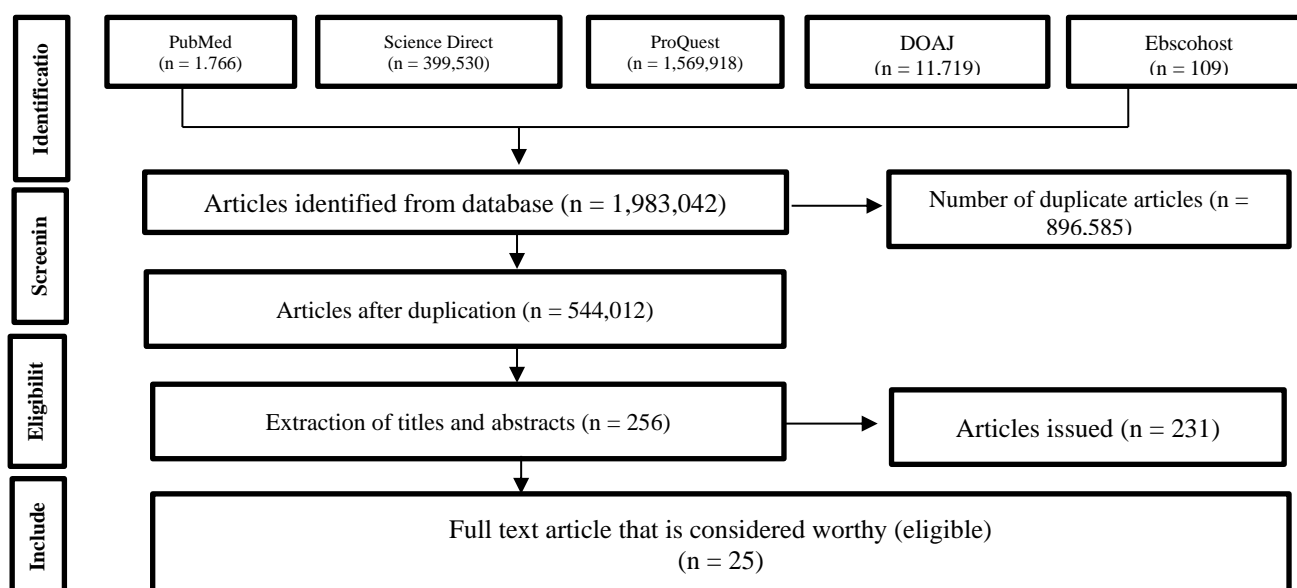 Identificatio
PubMed
(n = 1.766)
Science Direct
(n = 399,530)
ProQuest
(n = 1,569,918)
DOAJ
(n = 11,719)
Ebscohost
(n = 109)
Screenin
Articles identified from database (n = 1,983,042)
Number of duplicate articles (n =
896,585)
Articles after duplication (n = 544,012)
Eligibilit
Extraction of titles and abstracts (n = 256)
Articles issued (n = 231)
Include
Full text article that is considered worthy (eligible)
(n = 25)